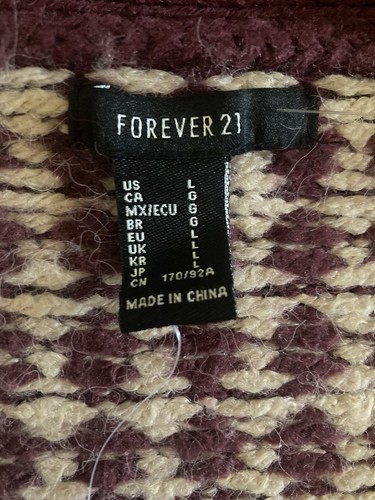 FOREVER 21
US L
CA G
MX/ECU G
BR G
EU L
UK L
KR L
JP L
CN 170/92A
MADE IN CHINA